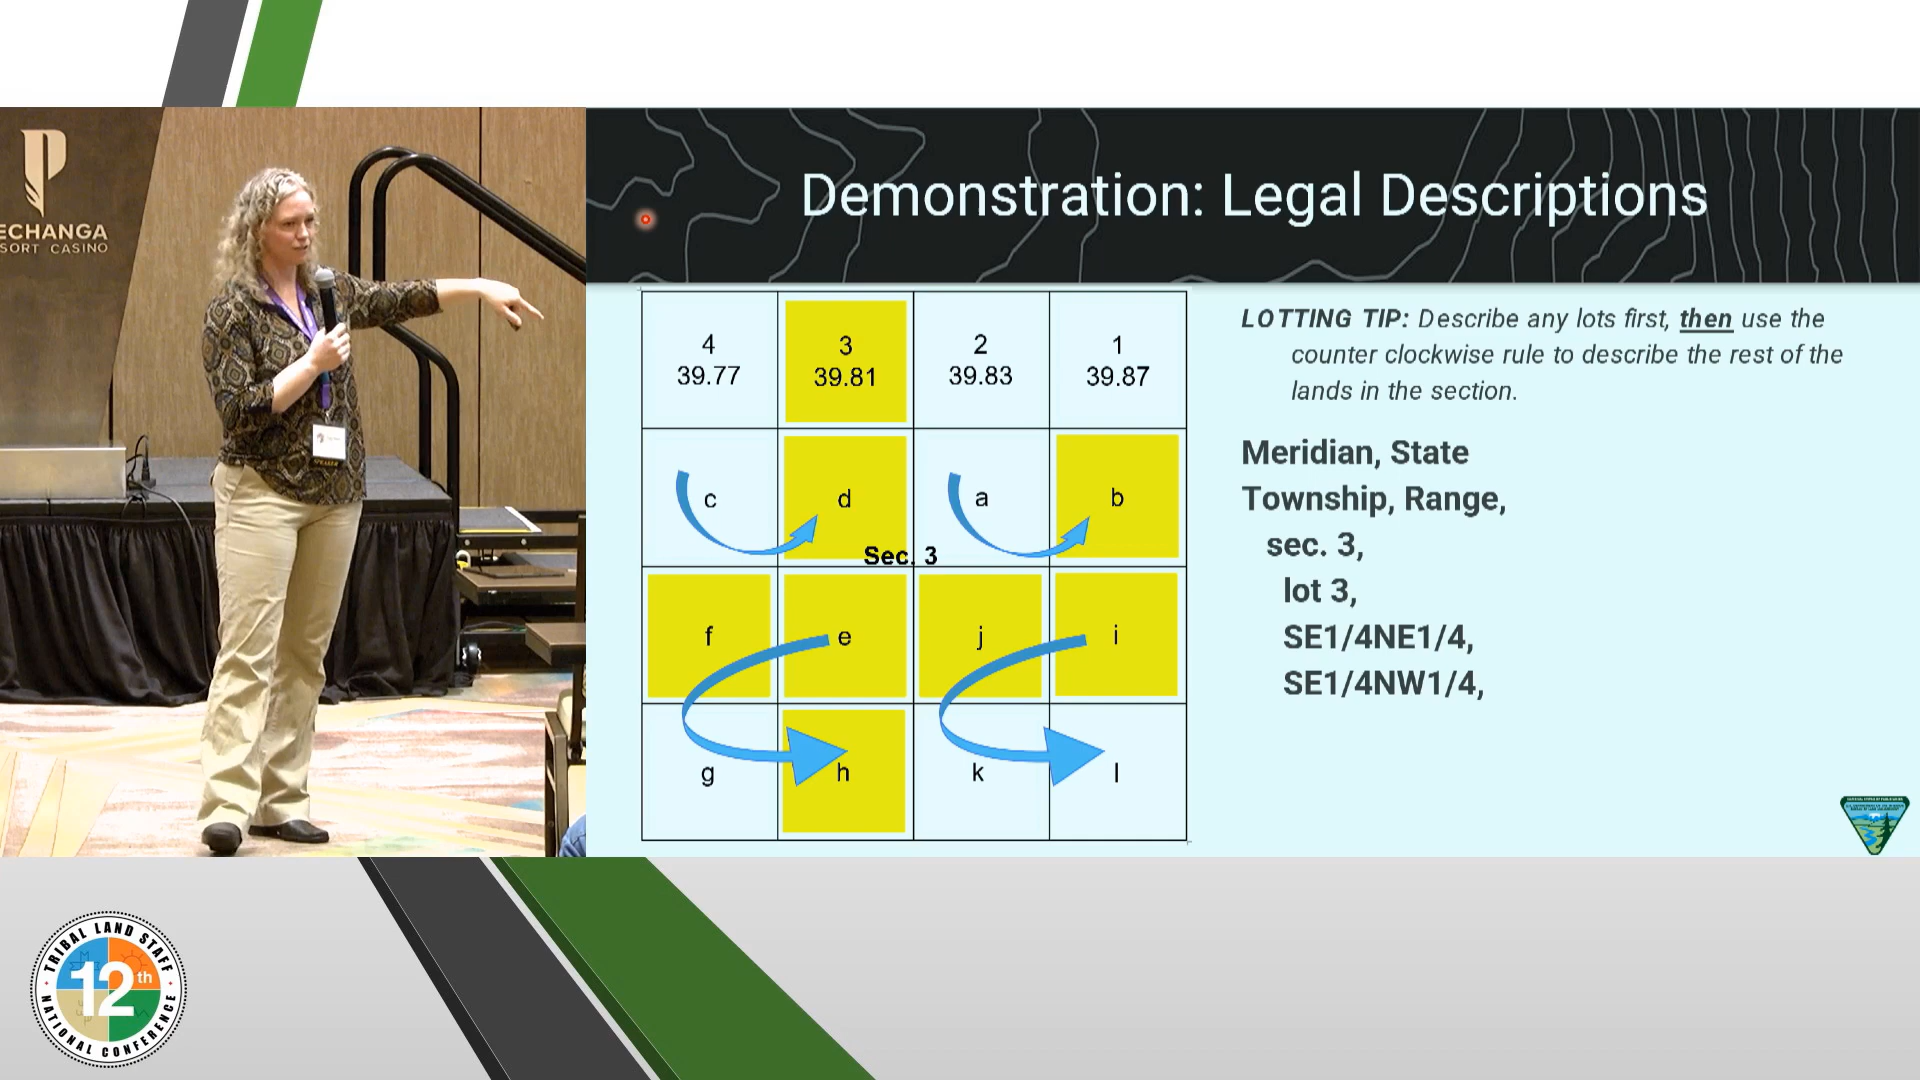 ECHANGA
SORT CASINO
SPEAKER
Demonstration: Legal Descriptions
4
39.77
3
39.81
2
39.83
1
39.87
c
d
a
b
Sec. 3
f
e
j
i
g
h
k
l
LOTTING TIP: Describe any lots first, then use the
counter clockwise rule to describe the rest of the
lands in the section.
Meridian, State
Township, Range,
sec. 3,
lot 3,
SE1/4NE1/4,
SE1/4NW1/4,
TRIBAL LAND STAFF
12th
NATIONAL CONFERENCE